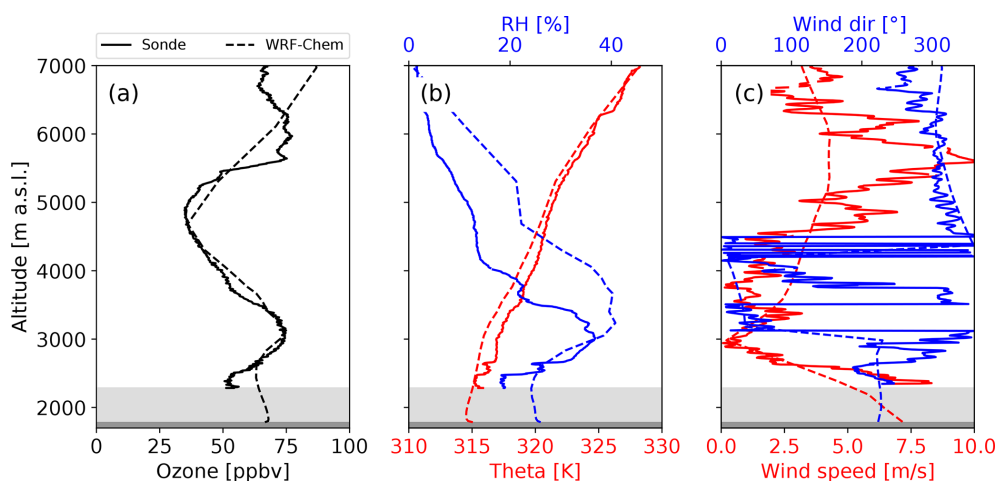 RH [%]
Wind dir [°]
0 20 40
0 100 200 300
Sonde WRF-Chem
(a) (b) (c)
7000
6000
5000
4000
3000
2000
Altitude [m a.s.l.]
0 25 50 75 100
310 315 320 325 330
0.0 2.5 5.0 7.5 10.0
Ozone [ppbv]
Theta [K]
Wind speed [m/s]